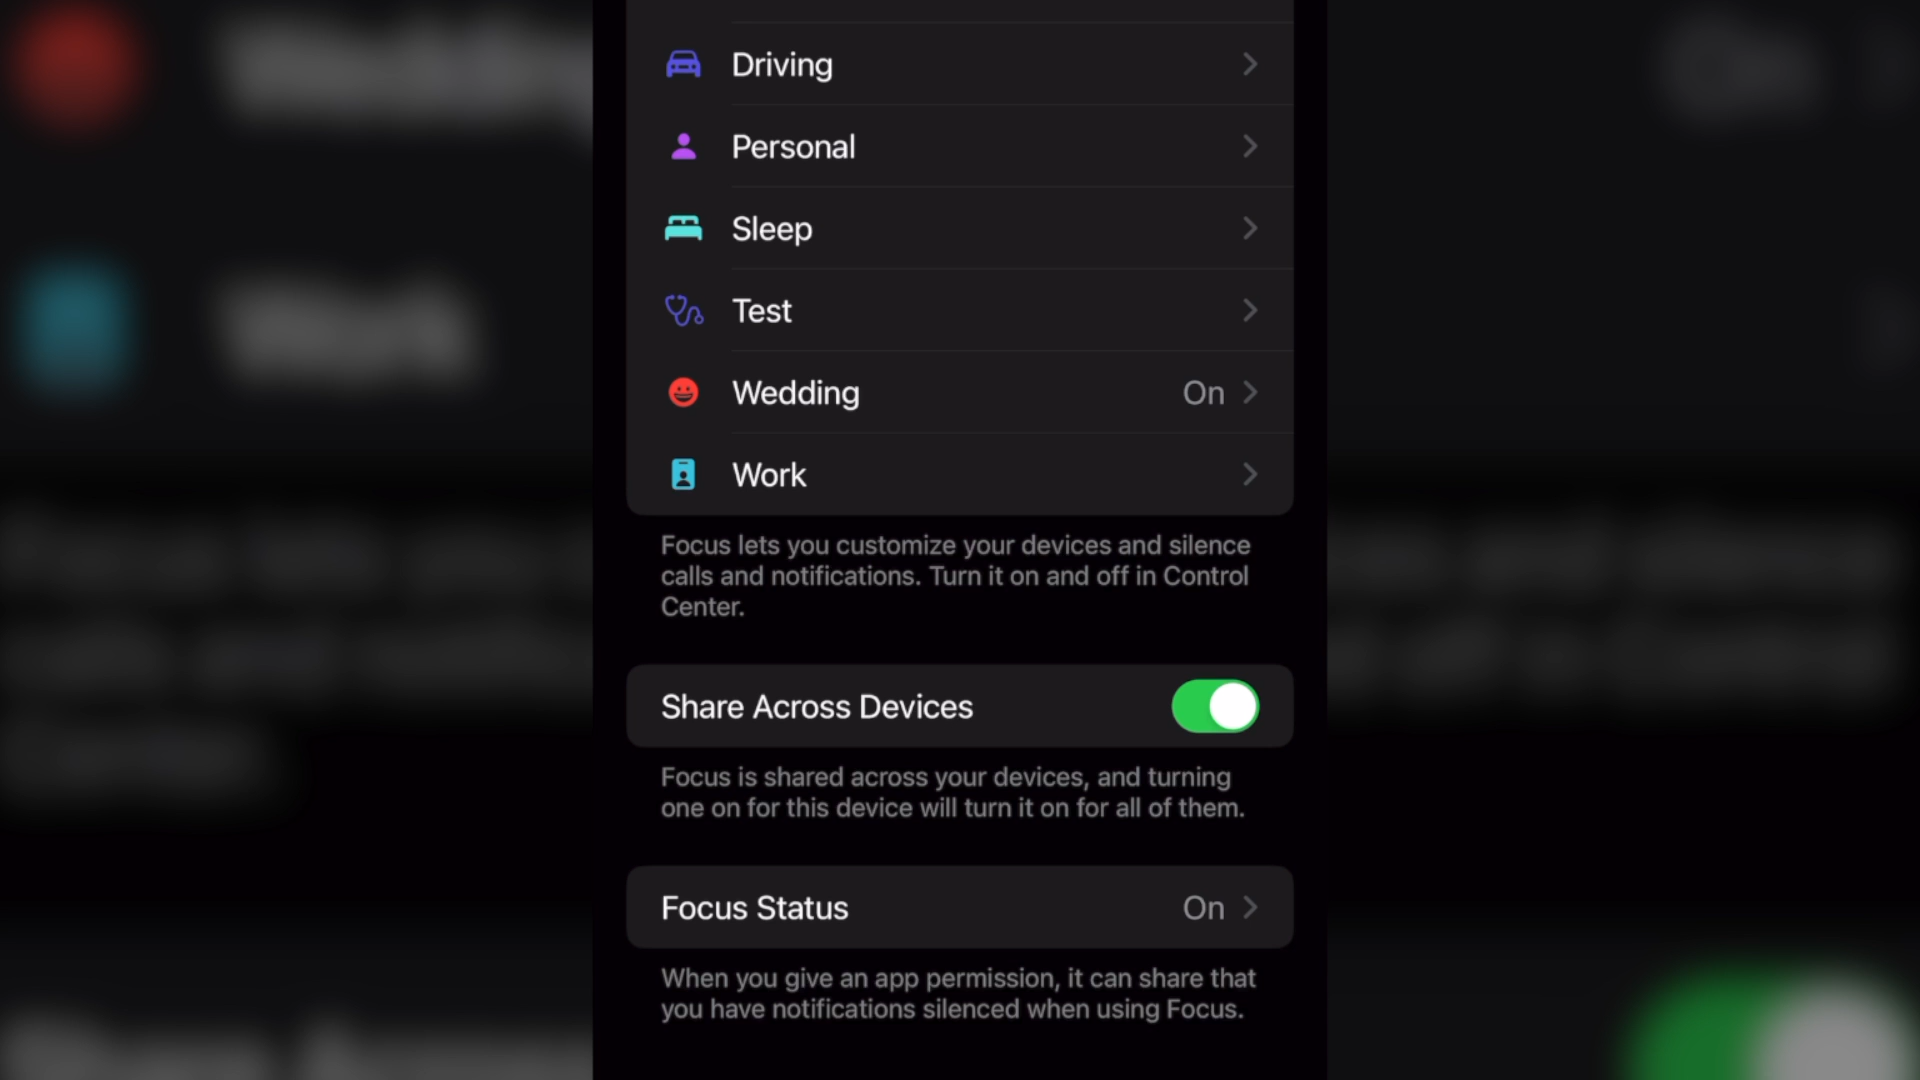 Driving
Personal
Sleep
Test
Wedding On
Work
Focus lets you customize your devices and silence
calls and notifications. Turn it on and off in Control
Center.
Share Across Devices
Focus is shared across your devices, and turning
one on for this device will turn it on for all of them.
Focus Status On
When you give an app permission, it can share that
you have notifications silenced when using Focus.